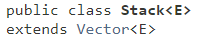 public class Stack<E>
extends Vector<E>